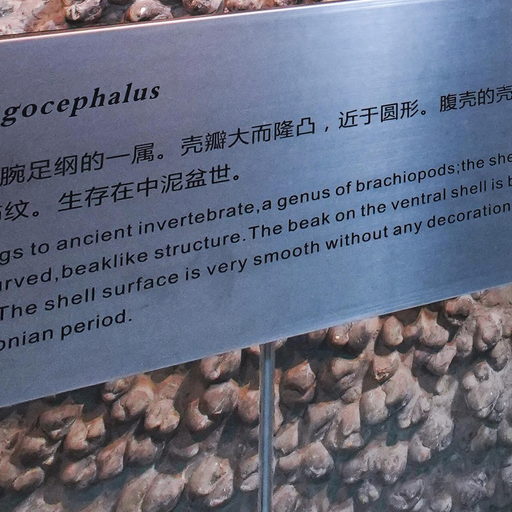 gocephalus
腕足纲的一属。壳瓣大而隆凸，近于圆形。腹壳的壳
纹。生存在中泥盆世。
gs to ancient invertebrate,a genus of brachiopods;the she
urved,beaklike structure.The beak on the ventral shell is b
The shell surface is very smooth without any decoration
onian period.